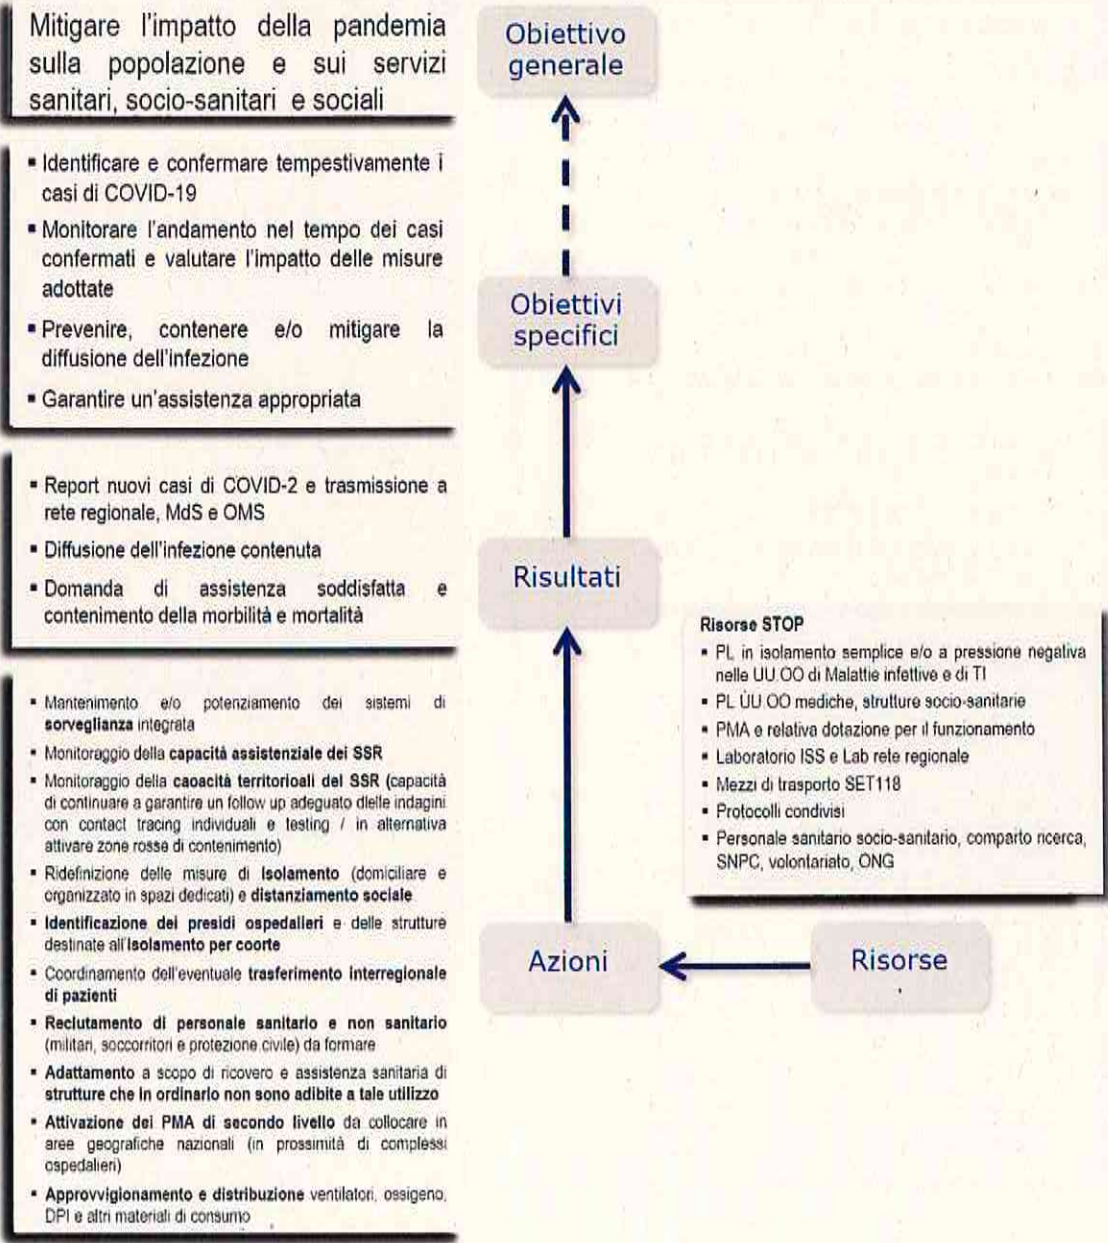 Mitigare l'impatto della pandemia
sulla popolazione e sui servizi
sanitari, socio-sanitari e sociali
Obiettivo
generale
▪ Identificare e confermare tempestivamente i
casi di COVID-19
▪ Monitorare l'andamento nel tempo dei casi
confermati e valutare l'impatto delle misure
adottate
▪ Prevenire, contenere e/o mitigare la
diffusione dell'infezione
▪ Garantire un'assistenza appropriata
Obiettivi
specifici
▪ Report nuovi casi di COVID-2 e trasmissione a
rete regionale, MdS e OMS
▪ Diffusione dell'infezione contenuta
▪ Domanda di assistenza soddisfatta e
contenimento della morbilità e mortalità
Risultati
▪ Mantenimento e/o potenziamento dei sistemi di
sorveglianza integrata
▪ Monitoraggio della capacità assistenziale dei SSR
▪ Monitoraggio della caoacità territorioali del SSR (capacità
di continuare a garantire un follow up adeguato dlelle indagini
con contact tracing individuali e testing / in alternativa
attivare zone rosse di contenimento)
▪ Ridefinizione delle misure di Isolamento (domiciliare e
organizzato in spazi dedicati) e distanziamento sociale
▪ Identificazione dei presidi ospedalieri e delle strutture
destinate all'isolamento per coorte
▪ Coordinamento dell'eventuale trasferimento interregionale
di pazienti
▪ Reclutamento di personale sanitario e non sanitario
(militari, soccorritori e protezione civile) da formare
▪ Adattamento a scopo di ricovero e assistenza sanitaria di
strutture che in ordinario non sono adibite a tale utilizzo
▪ Attivazione dei PMA di secondo livello da collocare in
aree geografiche nazionali (in prossimità di complessi
ospedalieri)
▪ Approvvigionamento e distribuzione ventilatori, ossigeno,
DPI e altri materiali di consumo
Azioni
Risorse STOP
▪ PL in isolamento semplice e/o a pressione negativa
nelle UU.OO di Malattie infettive e di TI
▪ PL UU.OO mediche, strutture socio-sanitarie
▪ PMA e relativa dotazione per il funzionamento
▪ Laboratorio ISS e Lab rete regionale
▪ Mezzi di trasporto SET118
▪ Protocolli condivisi
▪ Personale sanitario socio-sanitario, comparto ricerca,
SNPC, volontariato, ONG
Risorse